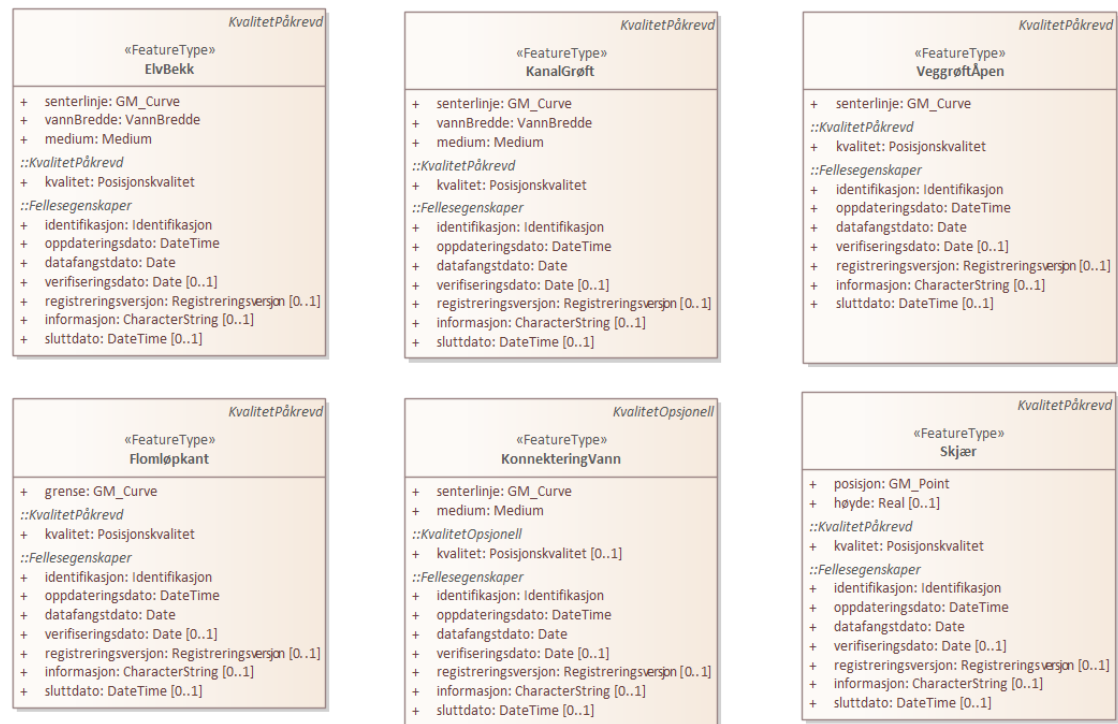 KvalitetPåkrevd
«FeatureType»
ElvBekk
+ senterlinje: GM_Curve
+ vannBredde: VannBredde
+ medium: Medium
::KvalitetPåkrevd
+ kvalitet: Posisjonskvalitet
::Fellesegenskaper
+ identifikasjon: Identifikasjon
+ oppdateringsdato: DateTime
+ datafangstdato: Date
+ verifiseringsdato: Date [0..1]
+ registreringsversjon: Registreringsversjon [0..1]
+ informasjon: CharacterString [0..1]
+ sluttdato: DateTime [0..1]
KvalitetPåkrevd
«FeatureType»
KanalGrøft
+ senterlinje: GM_Curve
+ vannBredde: VannBredde
+ medium: Medium
::KvalitetPåkrevd
+ kvalitet: Posisjonskvalitet
::Fellesegenskaper
+ identifikasjon: Identifikasjon
+ oppdateringsdato: DateTime
+ datafangstdato: Date
+ verifiseringsdato: Date [0..1]
+ registreringsversjon: Registreringsversjon [0..1]
+ informasjon: CharacterString [0..1]
+ sluttdato: DateTime [0..1]
KvalitetPåkrevd
«FeatureType»
VeggrøftÅpen
+ senterlinje: GM_Curve
::KvalitetPåkrevd
+ kvalitet: Posisjonskvalitet
::Fellesegenskaper
+ identifikasjon: Identifikasjon
+ oppdateringsdato: DateTime
+ datafangstdato: Date
+ verifiseringsdato: Date [0..1]
+ registreringsversjon: Registreringsversjon [0..1]
+ informasjon: CharacterString [0..1]
+ sluttdato: DateTime [0..1]
KvalitetPåkrevd
«FeatureType»
Flomløpkant
+ grense: GM_Curve
::KvalitetPåkrevd
+ kvalitet: Posisjonskvalitet
::Fellesegenskaper
+ identifikasjon: Identifikasjon
+ oppdateringsdato: DateTime
+ datafangstdato: Date
+ verifiseringsdato: Date [0..1]
+ registreringsversjon: Registreringsversjon [0..1]
+ informasjon: CharacterString [0..1]
+ sluttdato: DateTime [0..1]
KvalitetOpsjonell
«FeatureType»
KonnekteringVann
+ senterlinje: GM_Curve
+ medium: Medium
::KvalitetOpsjonell
+ kvalitet: Posisjonskvalitet [0..1]
::Fellesegenskaper
+ identifikasjon: Identifikasjon
+ oppdateringsdato: DateTime
+ datafangstdato: Date
+ verifiseringsdato: Date [0..1]
+ registreringsversjon: Registreringsversjon [0..1]
+ informasjon: CharacterString [0..1]
+ sluttdato: DateTime [0..1]
KvalitetPåkrevd
«FeatureType»
Skjær
+ posisjon: GM_Point
+ høyde: Real [0..1]
::KvalitetPåkrevd
+ kvalitet: Posisjonskvalitet
::Fellesegenskaper
+ identifikasjon: Identifikasjon
+ oppdateringsdato: DateTime
+ datafangstdato: Date
+ verifiseringsdato: Date [0..1]
+ registreringsversjon: Registreringsversjon [0..1]
+ informasjon: CharacterString [0..1]
+ sluttdato: DateTime [0..1]